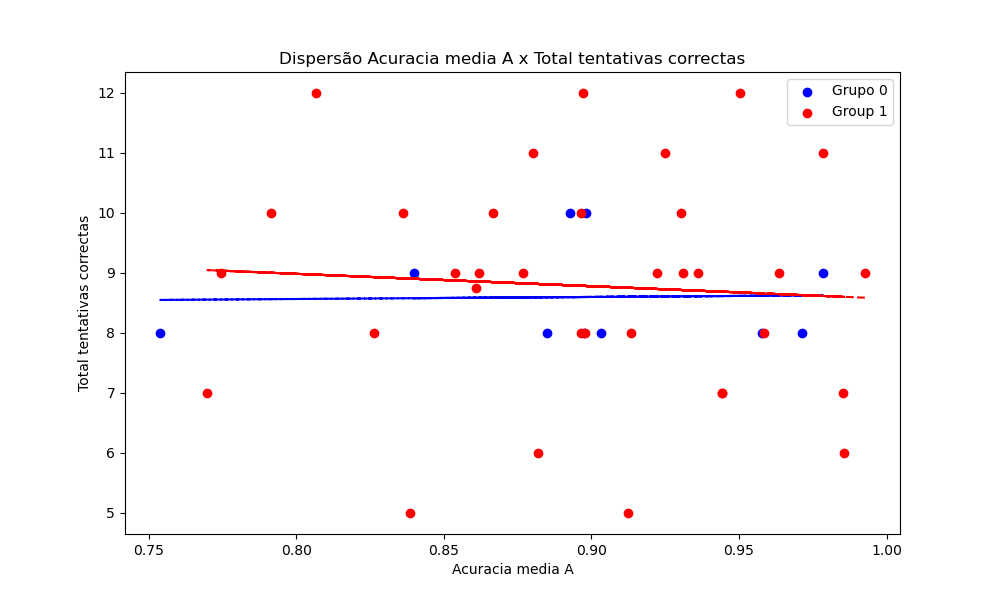 Dispersão Acuracia media A x Total tentativas correctas
Grupo 0
Group 1
12
11
10
9
8
7
6
5
Total tentativas correctas
0.75 0.80 0.85 0.90 0.95 1.00
Acuracia media A